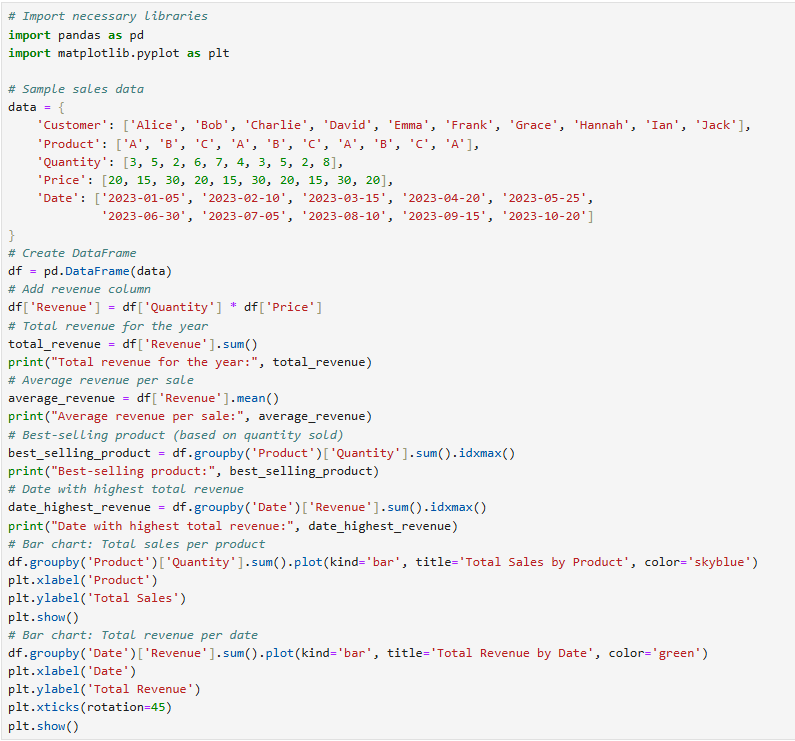 # Import necessary libraries
import pandas as pd
import matplotlib.pyplot as plt

# Sample sales data
data = {
    'Customer': ['Alice', 'Bob', 'Charlie', 'David', 'Emma', 'Frank', 'Grace', 'Hannah', 'Ian', 'Jack'],
    'Product': ['A', 'B', 'C', 'A', 'B', 'C', 'A', 'B', 'C', 'A'],
    'Quantity': [3, 5, 2, 6, 7, 4, 3, 5, 2, 8],
    'Price': [20, 15, 30, 20, 15, 30, 20, 15, 30, 20],
    'Date': ['2023-01-05', '2023-02-10', '2023-03-15', '2023-04-20', '2023-05-25',
             '2023-06-30', '2023-07-05', '2023-08-10', '2023-09-15', '2023-10-20']
}
# Create DataFrame
df = pd.DataFrame(data)
# Add revenue column
df['Revenue'] = df['Quantity'] * df['Price']
# Total revenue for the year
total_revenue = df['Revenue'].sum()
print("Total revenue for the year:", total_revenue)
# Average revenue per sale
average_revenue = df['Revenue'].mean()
print("Average revenue per sale:", average_revenue)
# Best-selling product (based on quantity sold)
best_selling_product = df.groupby('Product')['Quantity'].sum().idxmax()
print("Best-selling product:", best_selling_product)
# Date with highest total revenue
date_highest_revenue = df.groupby('Date')['Revenue'].sum().idxmax()
print("Date with highest total revenue:", date_highest_revenue)
# Bar chart: Total sales per product
df.groupby('Product')['Quantity'].sum().plot(kind='bar', title='Total Sales by Product', color='skyblue')
plt.xlabel('Product')
plt.ylabel('Total Sales')
plt.show()
# Bar chart: Total revenue per date
df.groupby('Date')['Revenue'].sum().plot(kind='bar', title='Total Revenue by Date', color='green')
plt.xlabel('Date')
plt.ylabel('Total Revenue')
plt.xticks(rotation=45)
plt.show()